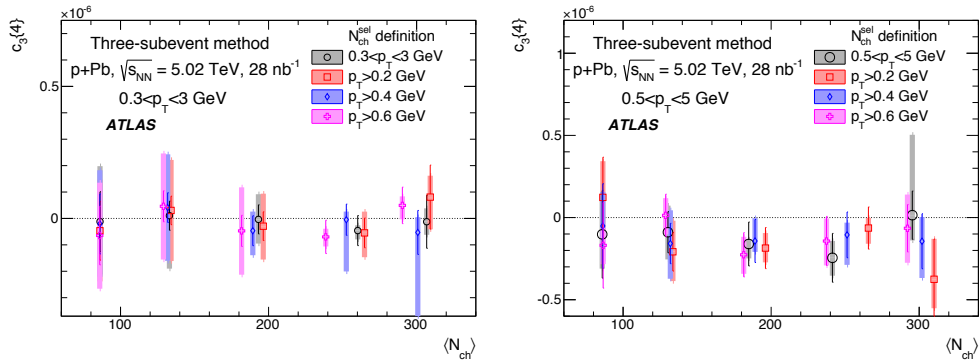 ×10⁻⁶
c₃{4}
0.5
0
Three-subevent method
p+Pb, √s_NN = 5.02 TeV, 28 nb⁻¹
0.3<p_T<3 GeV
ATLAS
N_ch^sel definition
0.3<p_T<3 GeV
p_T>0.2 GeV
p_T>0.4 GeV
p_T>0.6 GeV
100
200
300
⟨N_ch⟩
×10⁻⁶
c₃{4}
1
0.5
0
-0.5
Three-subevent method
p+Pb, √s_NN = 5.02 TeV, 28 nb⁻¹
0.5<p_T<5 GeV
ATLAS
N_ch^sel definition
0.5<p_T<5 GeV
p_T>0.2 GeV
p_T>0.4 GeV
p_T>0.6 GeV
100
200
300
⟨N_ch⟩